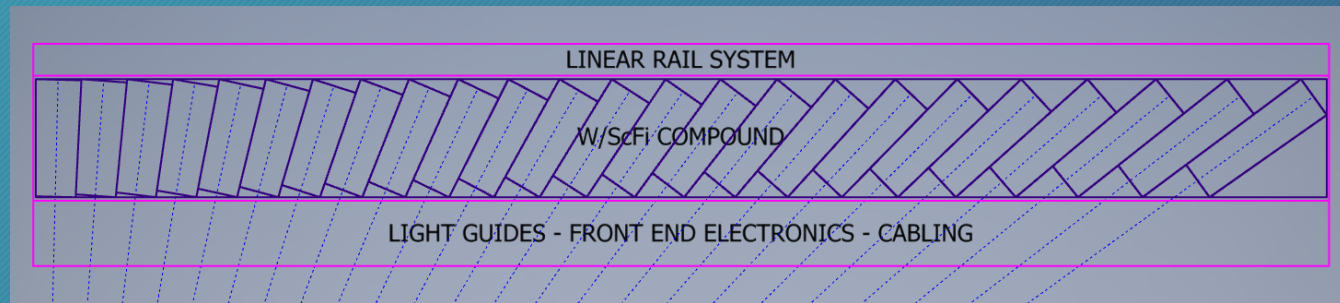 LINEAR RAIL SYSTEM
W/ScFi COMPOUND
LIGHT GUIDES - FRONT END ELECTRONICS - CABLING